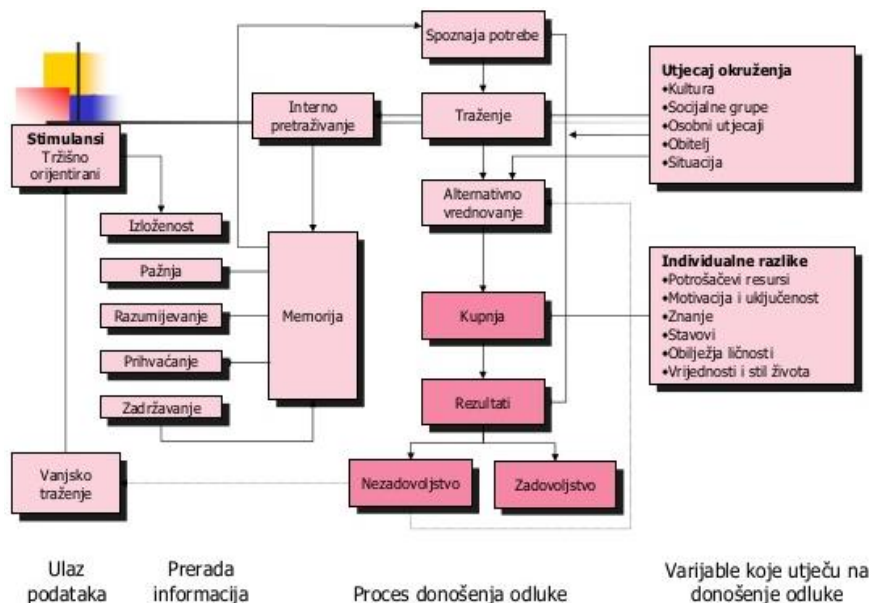 Spoznaja potrebe
Interno
pretraživanje
Traženje
Utjecaj okruženja
•Kultura
•Socijalne grupe
•Osobni utjecaji
•Obitelj
•Situacija
Stimulansi
Tržišno
orijentirani
Alternativno
vrednovanje
Izloženost
Pažnja
Razumijevanje
Prihvaćanje
Zadržavanje
Memorija
Kupnja
Individualne razlike
•Potrošačevi resursi
•Motivacija i uključenost
•Znanje
•Stavovi
•Obilježja ličnosti
•Vrijednosti i stil života
Rezultati
Vanjsko
traženje
Nezadovoljstvo
Zadovoljstvo
Ulaz
podataka
Prerada
informacija
Proces donošenja odluke
Varijable koje utječu na
donošenje odluke